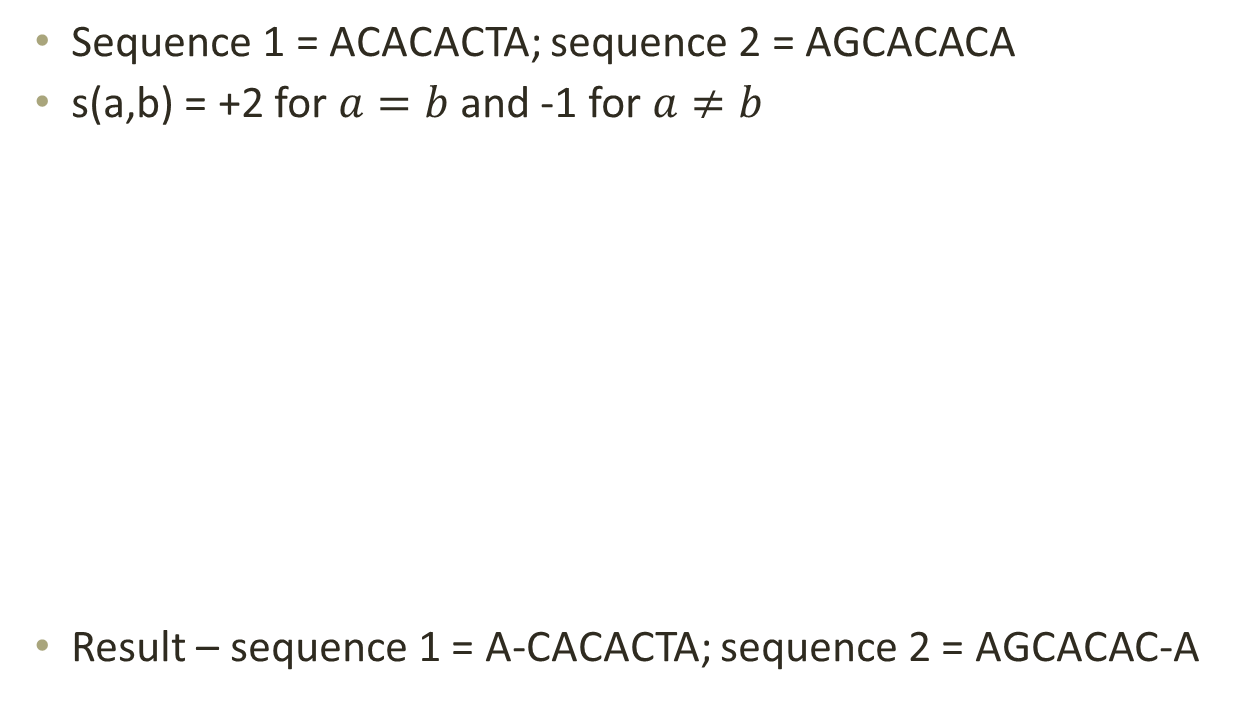 • Sequence 1 = ACACACTA; sequence 2 = AGCACACA
• s(a,b) = +2 for 𝑎 = 𝑏 and -1 for 𝑎 ≠ 𝑏
• Result – sequence 1 = A-CACACTA; sequence 2 = AGCACAC-A